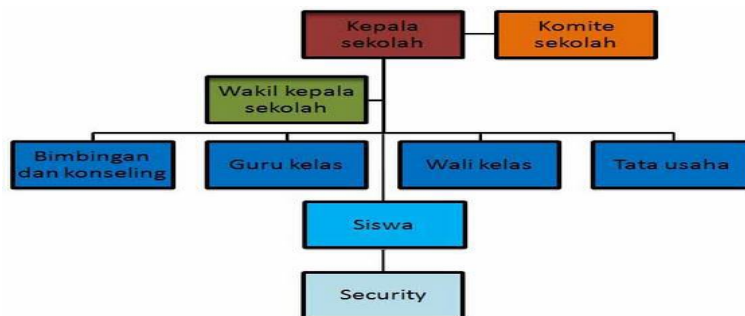 Kepala
sekolah
Komite
sekolah
Wakil kepala
sekolah
Bimbingan
dan konseling
Guru kelas
Wali kelas
Tata usaha
Siswa
Security